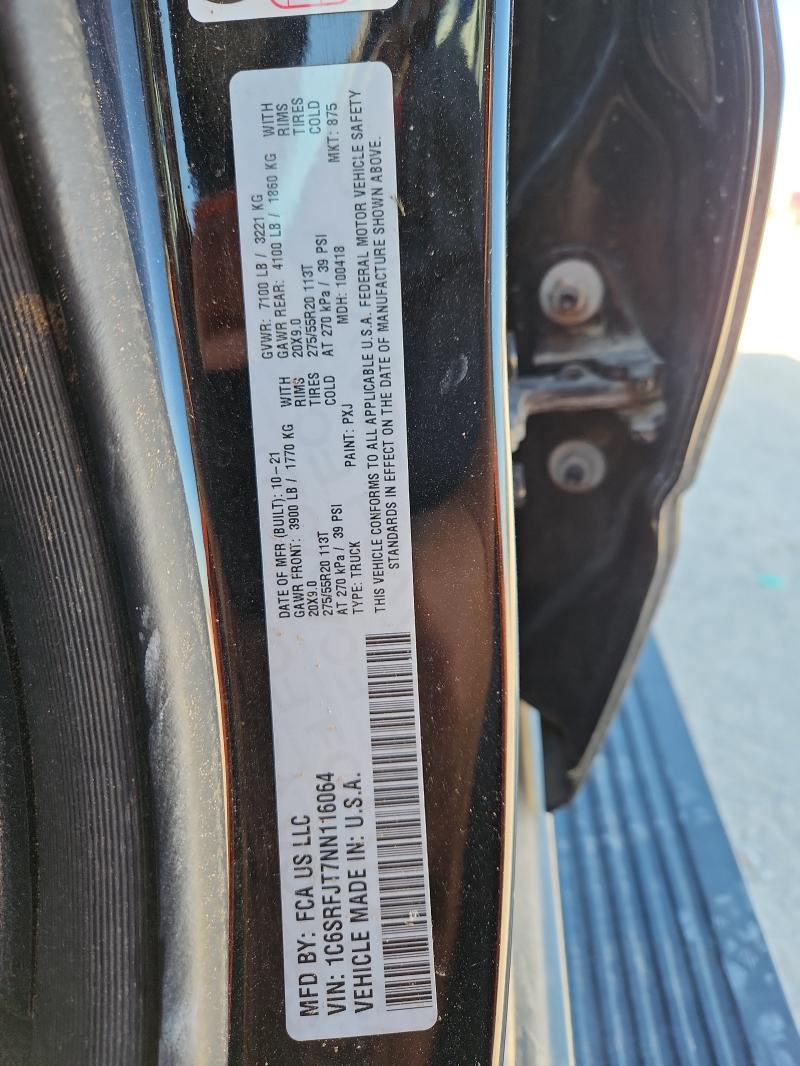 MFD BY: FCA US LLC
VIN: 1C6SRFJT7NN116064
VEHICLE MADE IN: U.S.A.
DATE OF MFR (BUILT): 10-21
GVWR: 7100 LB / 3221 KG
GAWR FRONT: 3900 LB / 1770 KG WITH
GAWR REAR: 4100 LB / 1860 KG WITH
20X9.0 RIMS
20X9.0 RIMS
275/55R20 113T TIRES
275/55R20 113T TIRES
AT 270 kPa / 39 PSI COLD
AT 270 kPa / 39 PSI COLD
TYPE: TRUCK PAINT: PXJ MDH: 100418 MKT: 875
THIS VEHICLE CONFORMS TO ALL APPLICABLE U.S.A. FEDERAL MOTOR VEHICLE SAFETY
STANDARDS IN EFFECT ON THE DATE OF MANUFACTURE SHOWN ABOVE.